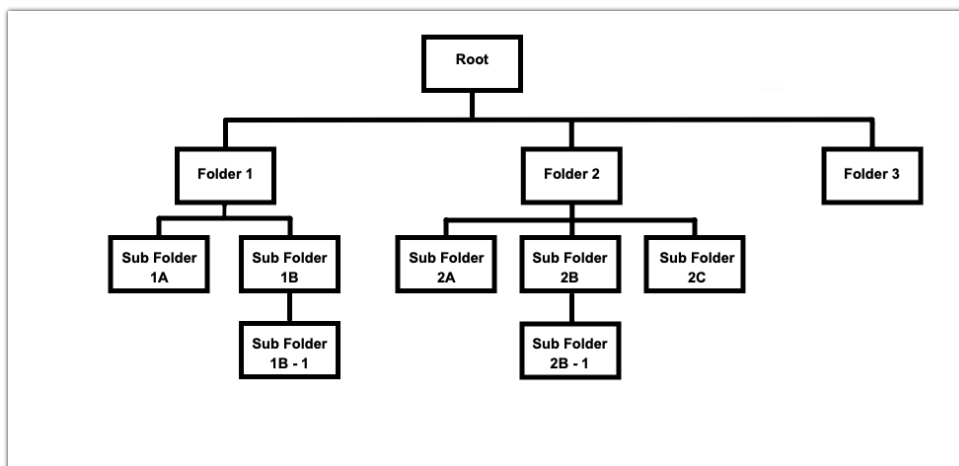 Root
Folder 1
Folder 2
Folder 3
Sub Folder
1A
Sub Folder
1B
Sub Folder
2A
Sub Folder
2B
Sub Folder
2C
Sub Folder
1B - 1
Sub Folder
2B - 1